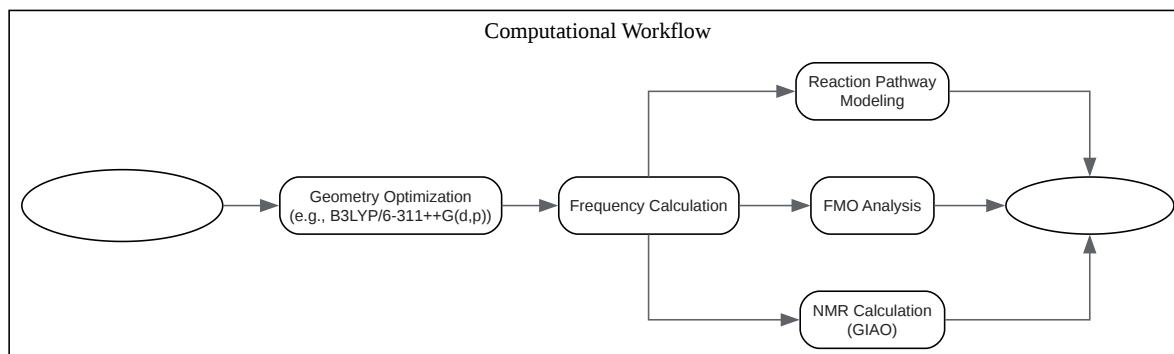 Computational Workflow
Reaction Pathway
Modeling
Geometry Optimization
(e.g., B3LYP/6-311++G(d,p))
Frequency Calculation
FMO Analysis
NMR Calculation
(GIAO)